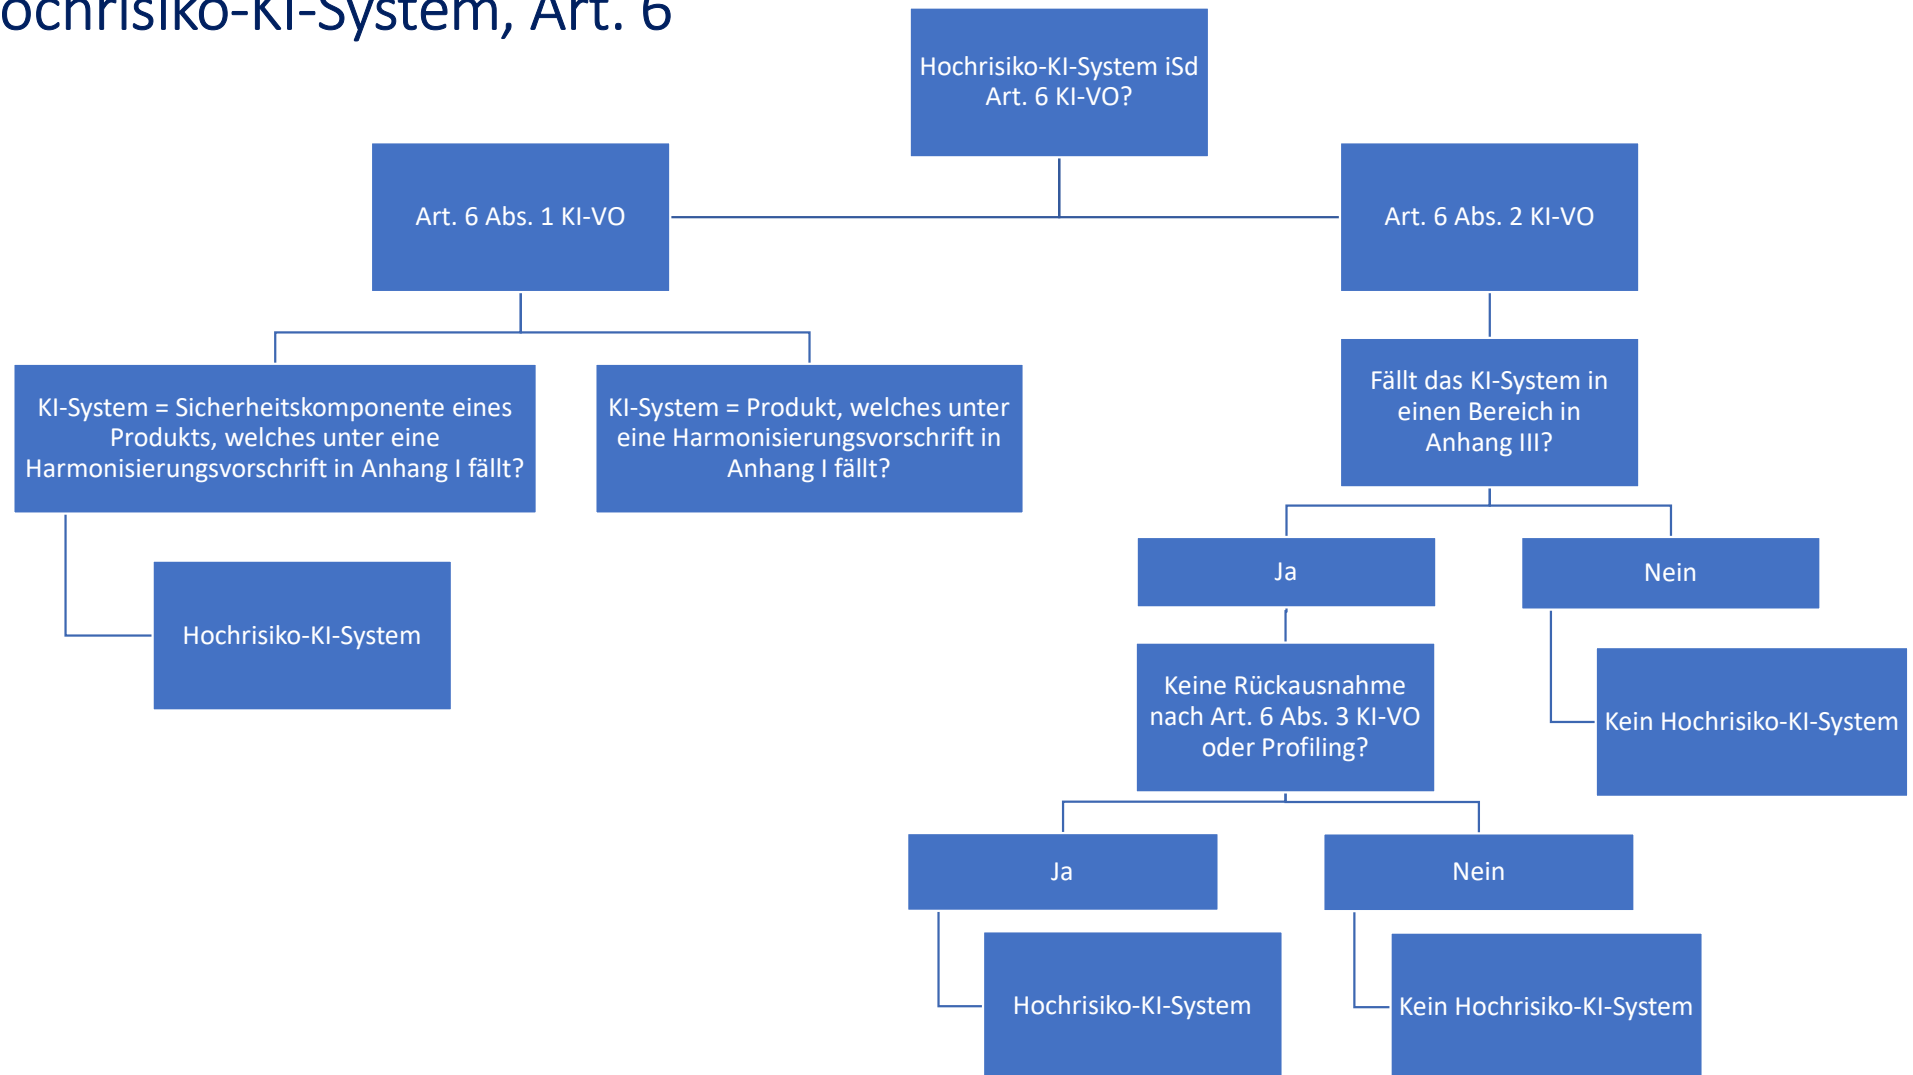 ochrisiko-KI-System, Art. 6
Hochrisiko-KI-System iSd
Art. 6 KI-VO?
Art. 6 Abs. 1 KI-VO
Art. 6 Abs. 2 KI-VO
KI-System = Sicherheitskomponente eines
Produkts, welches unter eine
Harmonisierungsvorschrift in Anhang I fällt?
KI-System = Produkt, welches unter
eine Harmonisierungsvorschrift in
Anhang I fällt?
Fällt das KI-System in
einen Bereich in
Anhang III?
Hochrisiko-KI-System
Ja
Nein
Keine Rückausnahme
nach Art. 6 Abs. 3 KI-VO
oder Profiling?
Kein Hochrisiko-KI-System
Ja
Nein
Hochrisiko-KI-System
Kein Hochrisiko-KI-System